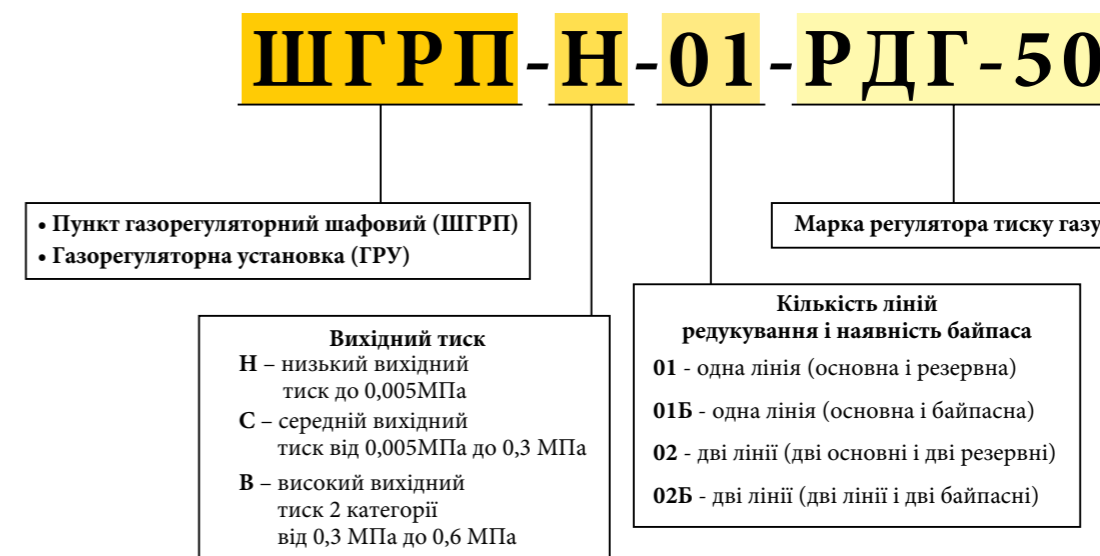 ШГРП-Н-01-РДГ-50
• Пункт газорегуляторний шафовий (ШГРП)
• Газорегуляторна установка (ГРУ)
Марка регулятора тиску газу
Вихідний тиск
Н – низький вихідний
тиск до 0,005МПа
С – середній вихідний
тиск від 0,005МПа до 0,3 МПа
В – високий вихідний
тиск 2 категорії
від 0,3 МПа до 0,6 МПа
Кількість ліній
редукування і наявність байпаса
01 - одна лінія (основна і резервна)
01Б - одна лінія (основна і байпасна)
02 - дві лінії (дві основні і дві резервні)
02Б - дві лінії (дві лінії і дві байпасні)